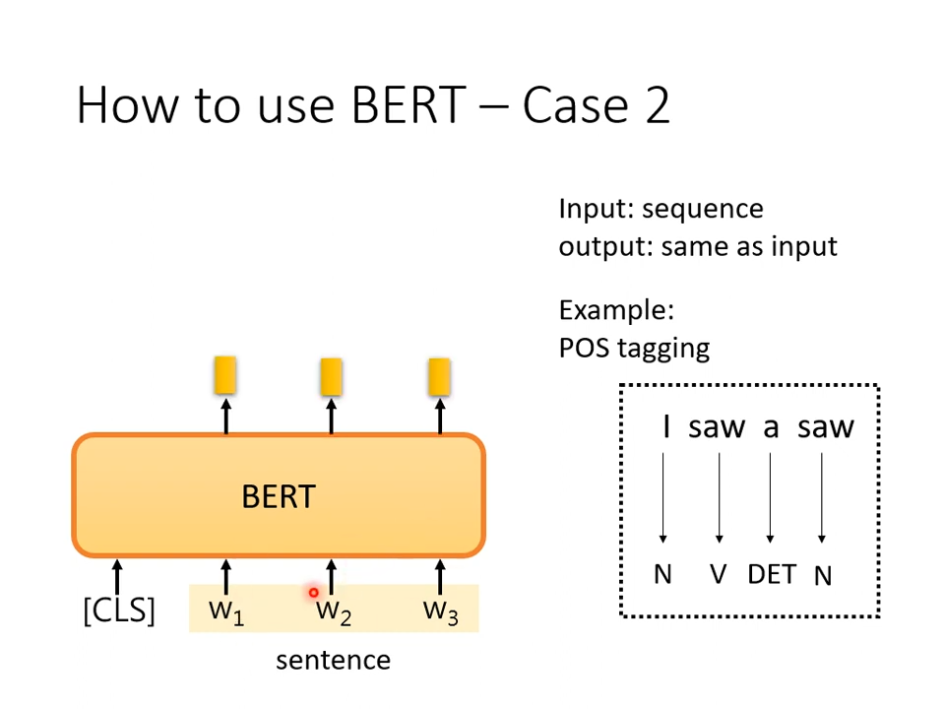 How to use BERT – Case 2
Input: sequence
output: same as input
Example:
POS tagging
I saw a saw
N V DET N
BERT
[CLS] w1 w2 w3
sentence